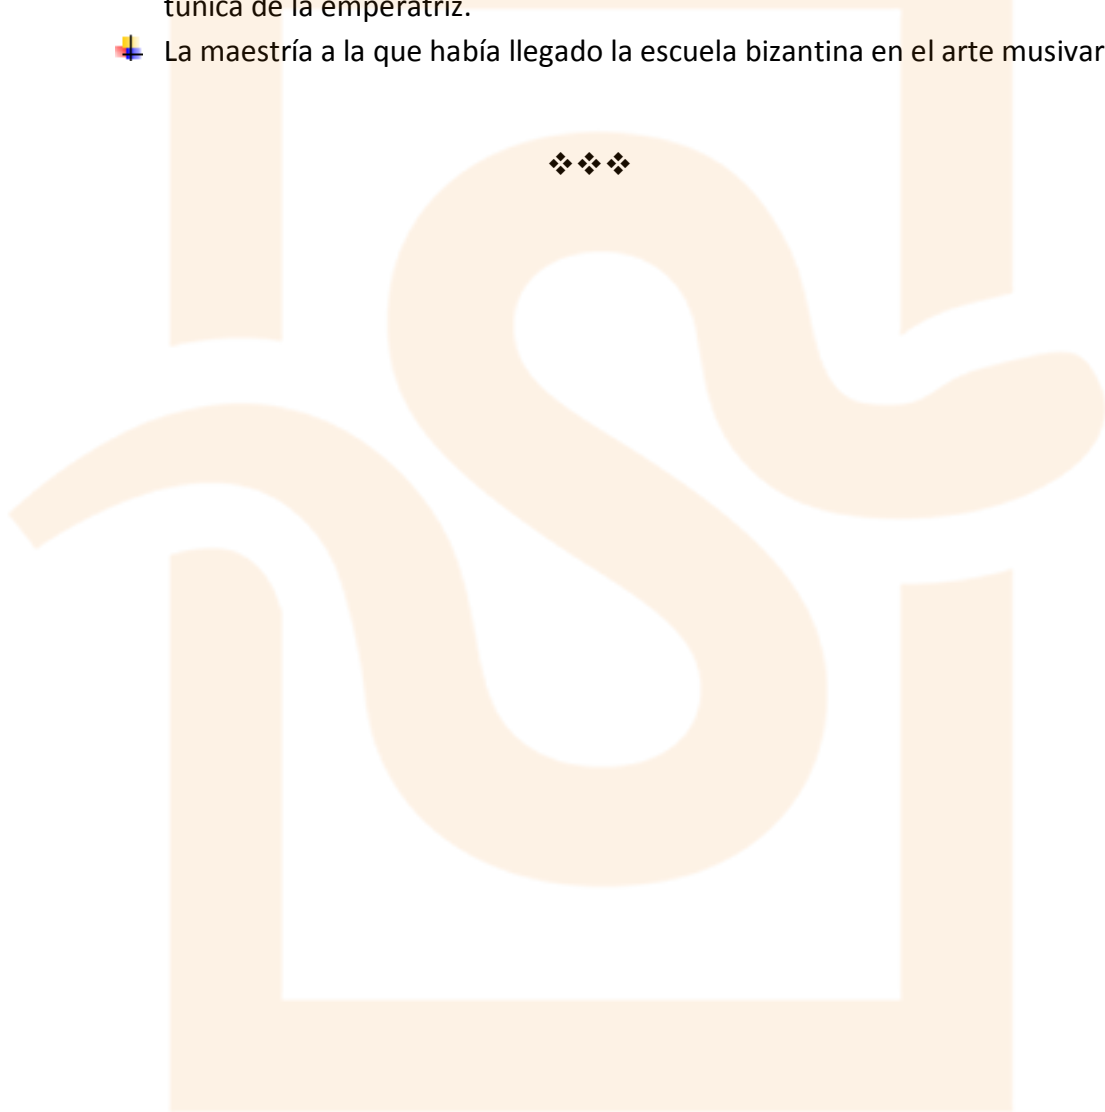 túnica de la emperatriz.
La maestría a la que había llegado la escuela bizantina en el arte musivar